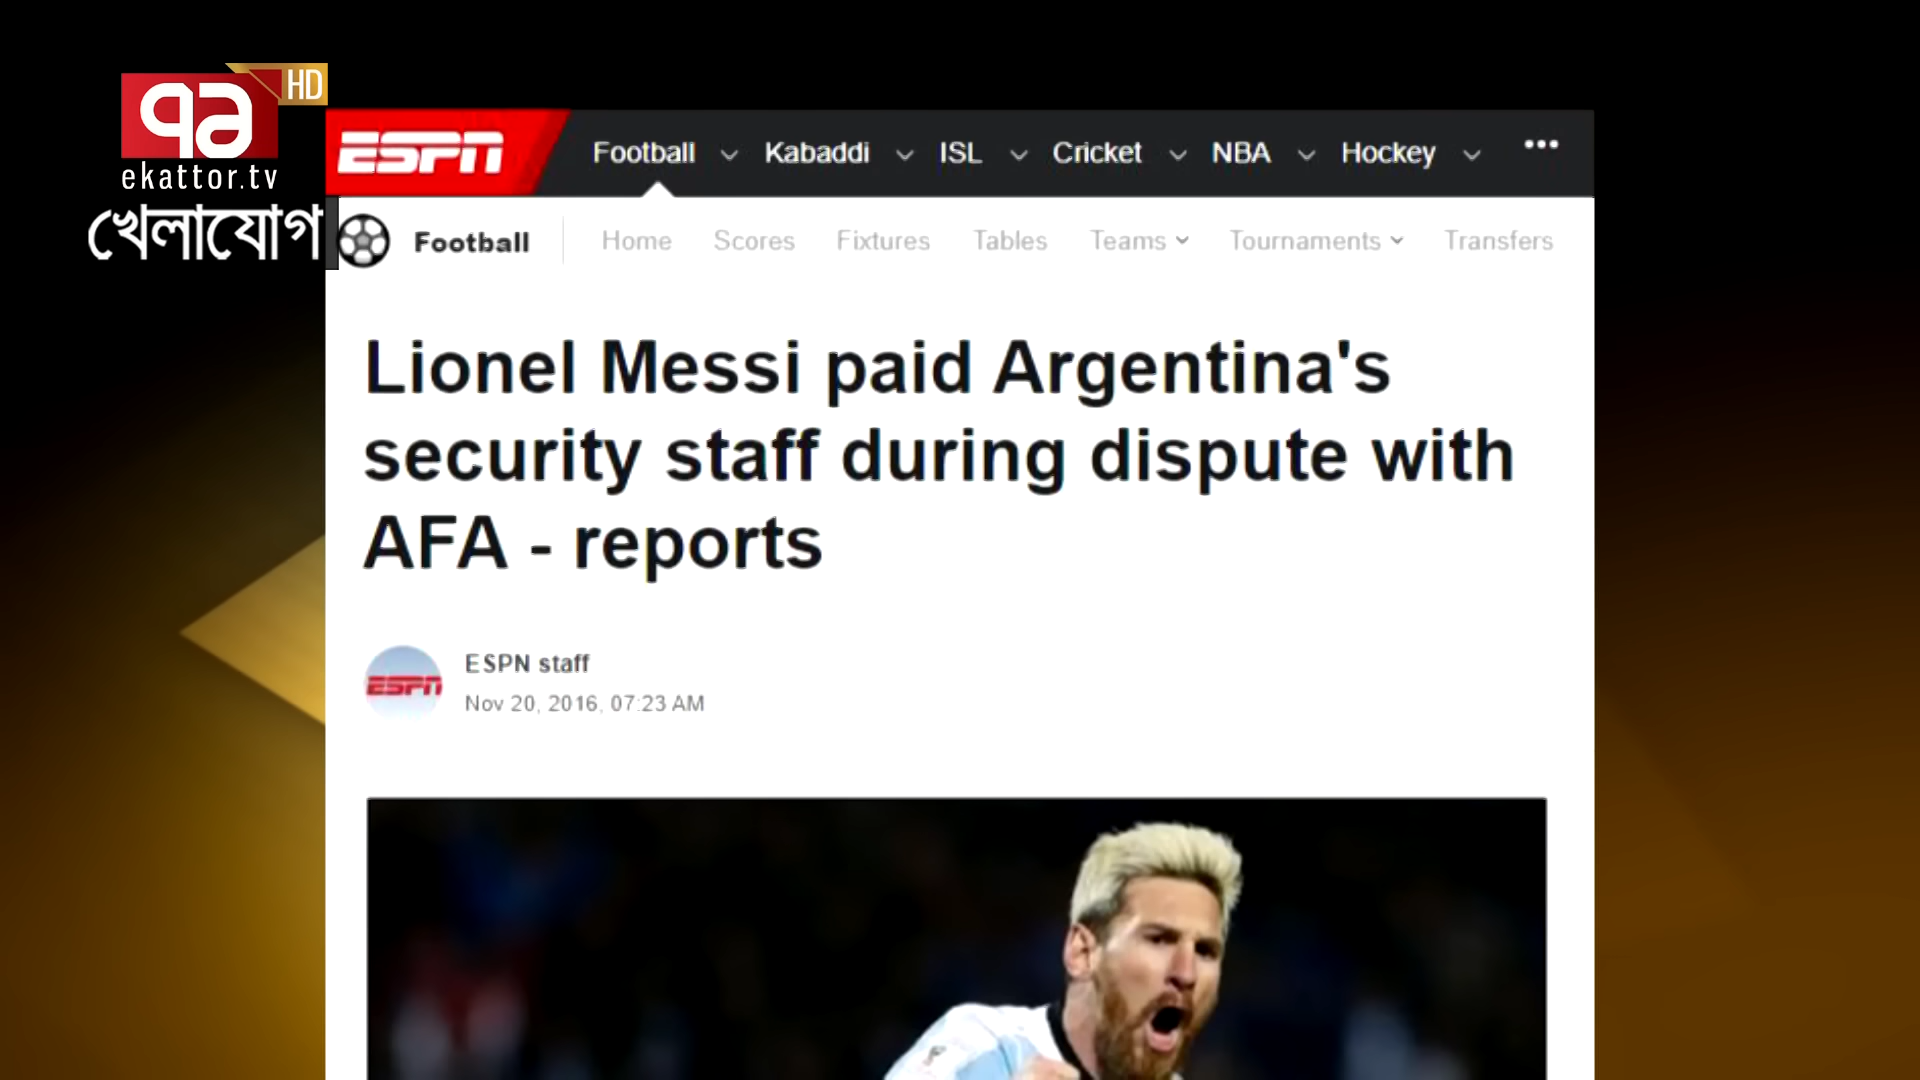 HD
৭১
ekattor.tv
খেলাযোগ
ESPN
Football Kabaddi ISL Cricket NBA Hockey •••
Football Home Scores Fixtures Tables Teams Tournaments Transfers
Lionel Messi paid Argentina's
security staff during dispute with
AFA - reports
ESPN
ESPN staff
Nov 20, 2016, 07:23 AM